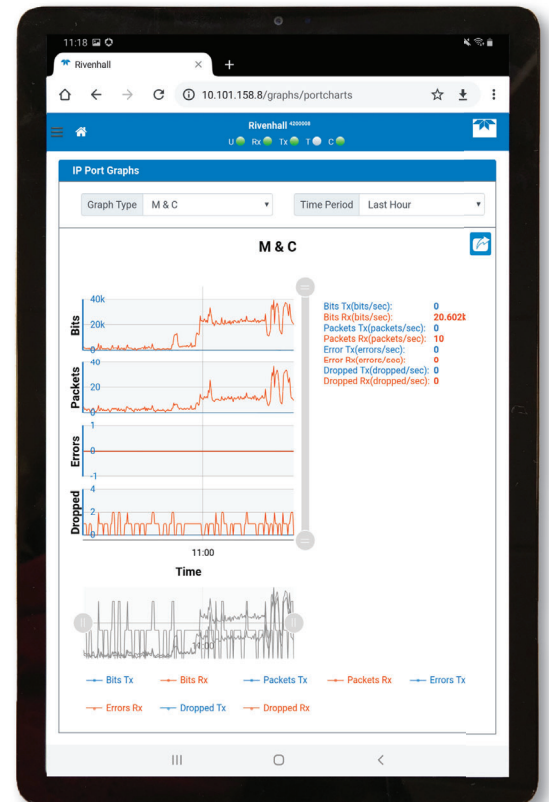 11:18
Rivenhall
10.101.158.8/graphs/portcharts
Rivenhall 4200008
U Rx Tx T C
IP Port Graphs
Graph Type M & C Time Period Last Hour
M & C
Bits
40k
20k
0
Packets
40
20
0
Errors
1
0
-1
Dropped
4
2
0
11:00
Time
Bits Tx(bits/sec): 0
Bits Rx(bits/sec): 20.602k
Packets Tx(packets/sec): 0
Packets Rx(packets/sec): 10
Error Tx(errors/sec): 0
Error Rx(errors/sec): 0
Dropped Tx(dropped/sec): 0
Dropped Rx(dropped/sec): 0
Bits Tx Bits Rx Packets Tx Packets Rx Errors Tx
Errors Rx Dropped Tx Dropped Rx